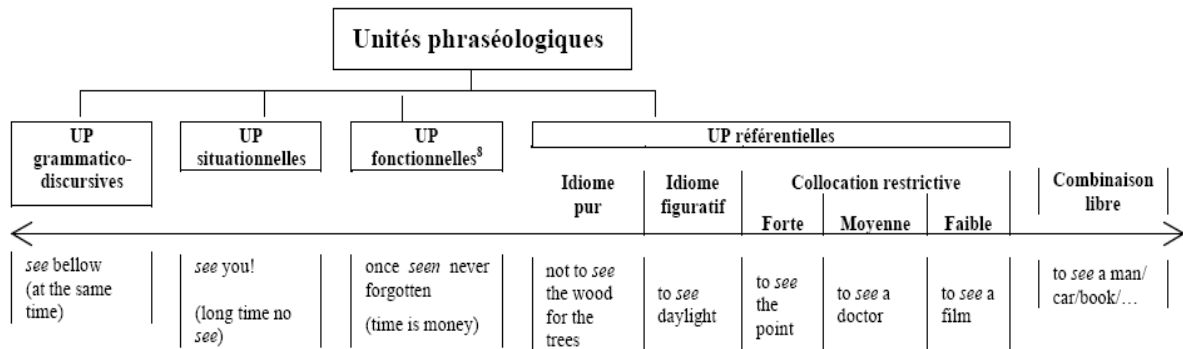 Unités phraséologiques
UP
grammatico-
discursives
UP
situationnelles
UP
fonctionnelles8
UP référentielles
Idiome
pur
Idiome
figuratif
Collocation restrictive
Forte
Moyenne
Faible
Combinaison
libre
see bellow
(at the same
time)
see you!
(long time no
see)
once seen never
forgotten
(time is money)
not to see
the wood
for the
trees
to see
daylight
to see
the
point
to see a
doctor
to see a
film
to see a man/
car/book/…